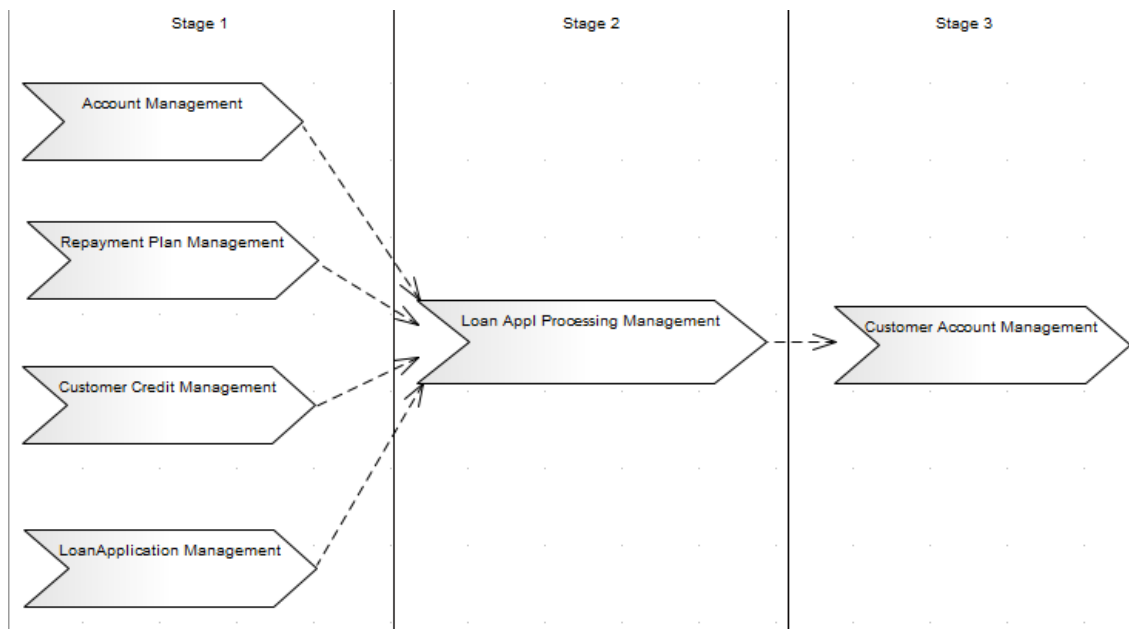 Stage 1
Stage 2
Stage 3
Account Management
Repayment Plan Management
Customer Credit Management
LoanApplication Management
Loan Appl Processing Management
Customer Account Management